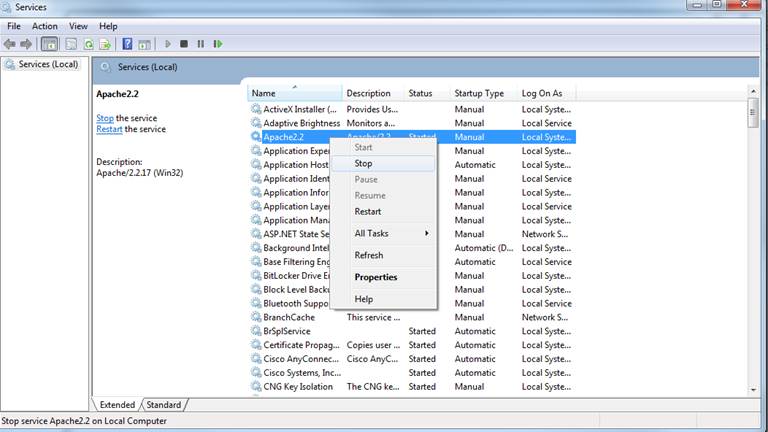 Services
File Action View Help
Services (Local)
Services (Local)
Apache2.2
Stop the service
Restart the service
Description:
Apache/2.2.17 (Win32)
Name Description Status Startup Type Log On As
ActiveX Installer (... Provides Us... Manual Local Syste...
Adaptive Brightness Monitors a... Manual Local Service
Apache2.2 Apache/2.2.... Started Manual Local Syste...
Application Exper Manual Local Syste...
Application Host Automatic Local Syste...
Application Identi Manual Local Service
Application Infor Manual Local Syste...
Application Layer Manual Local Service
Application Mana Manual Local Syste...
ASP.NET State Se Manual Network S...
Background Intel Automatic (D... Local Syste...
Base Filtering Eng Automatic Local Service
BitLocker Drive E Manual Local Syste...
Block Level Backu Manual Local Syste...
Bluetooth Suppo Manual Local Service
BranchCache This service ... Manual Network S...
BrSplService Started Automatic Local Syste...
Certificate Propag... Copies user ... Started Automatic Local Syste...
Cisco AnyConnec... Cisco AnyC... Started Automatic Local Syste...
Cisco Systems, Inc... Started Automatic Local Syste...
CNG Key Isolation The CNG ke... Started Manual Local Syste...
Start
Stop
Pause
Resume
Restart
All Tasks
Refresh
Properties
Help
Extended Standard
Stop service Apache2.2 on Local Computer